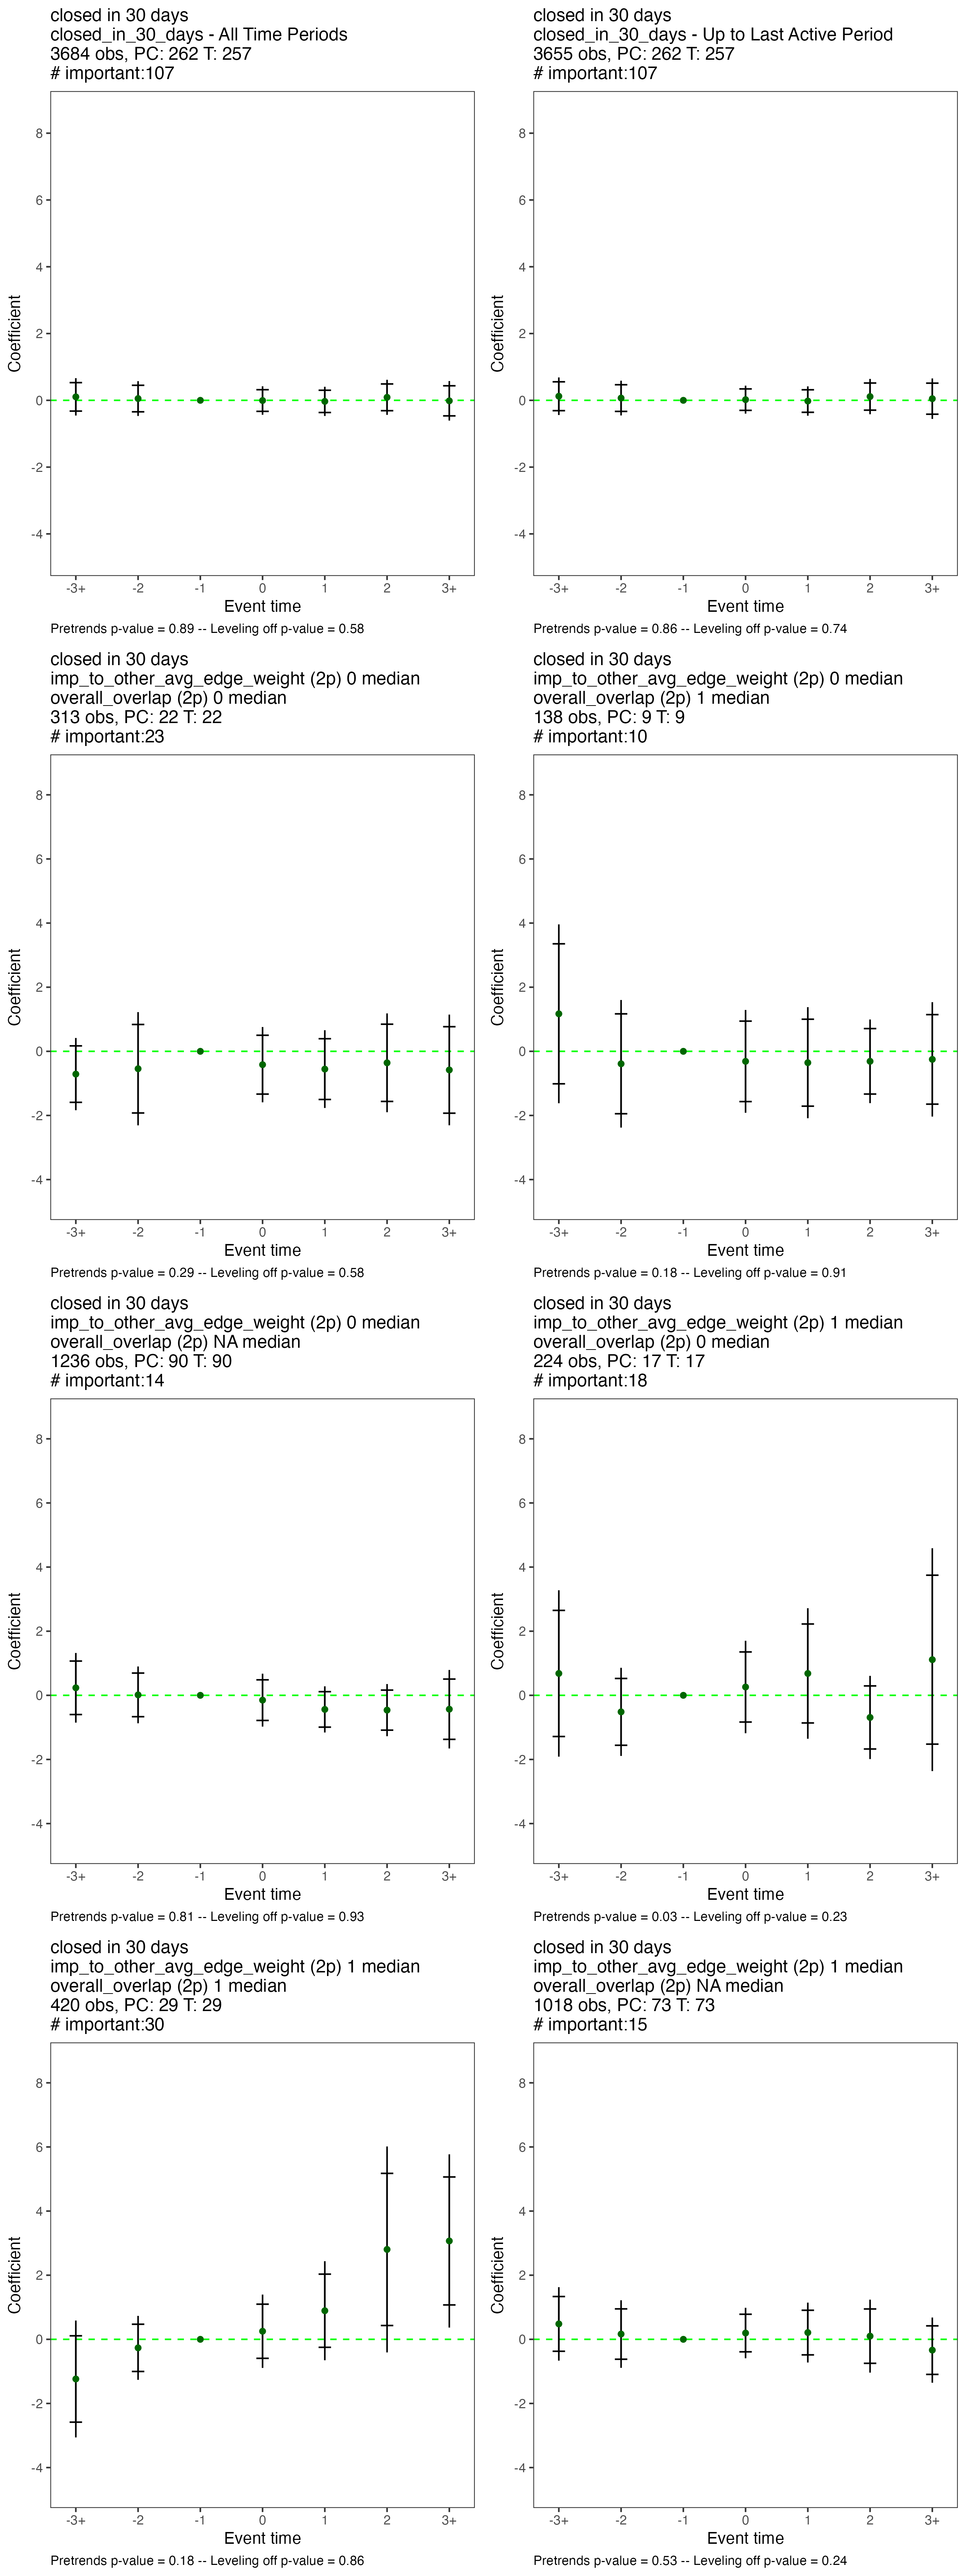 closed in 30 days
closed_in_30_days - All Time Periods
3684 obs, PC: 262 T: 257
# important:107
Coefficient
8
6
4
2
0
-2
-4
-3+ -2 -1 0 1 2 3+
Event time
Pretrends p-value = 0.89 -- Leveling off p-value = 0.58
closed in 30 days
closed_in_30_days - Up to Last Active Period
3655 obs, PC: 262 T: 257
# important:107
Coefficient
8
6
4
2
0
-2
-4
-3+ -2 -1 0 1 2 3+
Event time
Pretrends p-value = 0.86 -- Leveling off p-value = 0.74
closed in 30 days
imp_to_other_avg_edge_weight (2p) 0 median
overall_overlap (2p) 0 median
313 obs, PC: 22 T: 22
# important:23
Coefficient
8
6
4
2
0
-2
-4
-3+ -2 -1 0 1 2 3+
Event time
Pretrends p-value = 0.29 -- Leveling off p-value = 0.58
closed in 30 days
imp_to_other_avg_edge_weight (2p) 0 median
overall_overlap (2p) 1 median
138 obs, PC: 9 T: 9
# important:10
Coefficient
8
6
4
2
0
-2
-4
-3+ -2 -1 0 1 2 3+
Event time
Pretrends p-value = 0.18 -- Leveling off p-value = 0.91
closed in 30 days
imp_to_other_avg_edge_weight (2p) 0 median
overall_overlap (2p) NA median
1236 obs, PC: 90 T: 90
# important:14
Coefficient
8
6
4
2
0
-2
-4
-3+ -2 -1 0 1 2 3+
Event time
Pretrends p-value = 0.81 -- Leveling off p-value = 0.93
closed in 30 days
imp_to_other_avg_edge_weight (2p) 1 median
overall_overlap (2p) 0 median
224 obs, PC: 17 T: 17
# important:18
Coefficient
8
6
4
2
0
-2
-4
-3+ -2 -1 0 1 2 3+
Event time
Pretrends p-value = 0.03 -- Leveling off p-value = 0.23
closed in 30 days
imp_to_other_avg_edge_weight (2p) 1 median
overall_overlap (2p) 1 median
420 obs, PC: 29 T: 29
# important:30
Coefficient
8
6
4
2
0
-2
-4
-3+ -2 -1 0 1 2 3+
Event time
Pretrends p-value = 0.18 -- Leveling off p-value = 0.86
closed in 30 days
imp_to_other_avg_edge_weight (2p) 1 median
overall_overlap (2p) NA median
1018 obs, PC: 73 T: 73
# important:15
Coefficient
8
6
4
2
0
-2
-4
-3+ -2 -1 0 1 2 3+
Event time
Pretrends p-value = 0.53 -- Leveling off p-value = 0.24